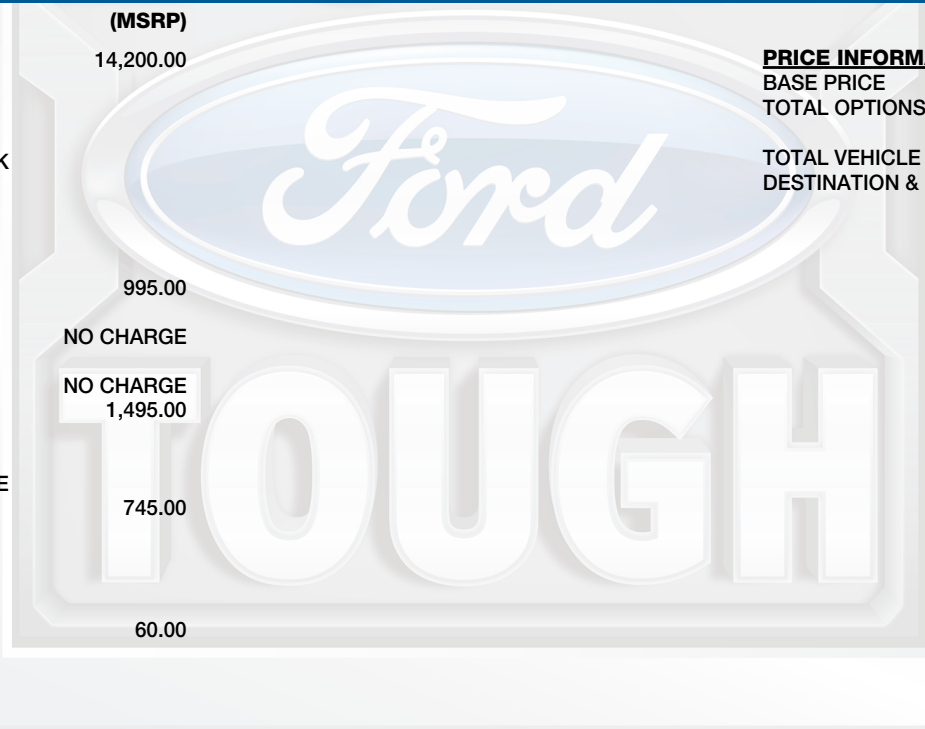 (MSRP)
14,200.00
K
995.00
NO CHARGE
NO CHARGE
1,495.00
E
745.00
60.00
PRICE INFORMA
BASE PRICE
TOTAL OPTIONS
TOTAL VEHICLE
DESTINATION &
Ford
TOUGH